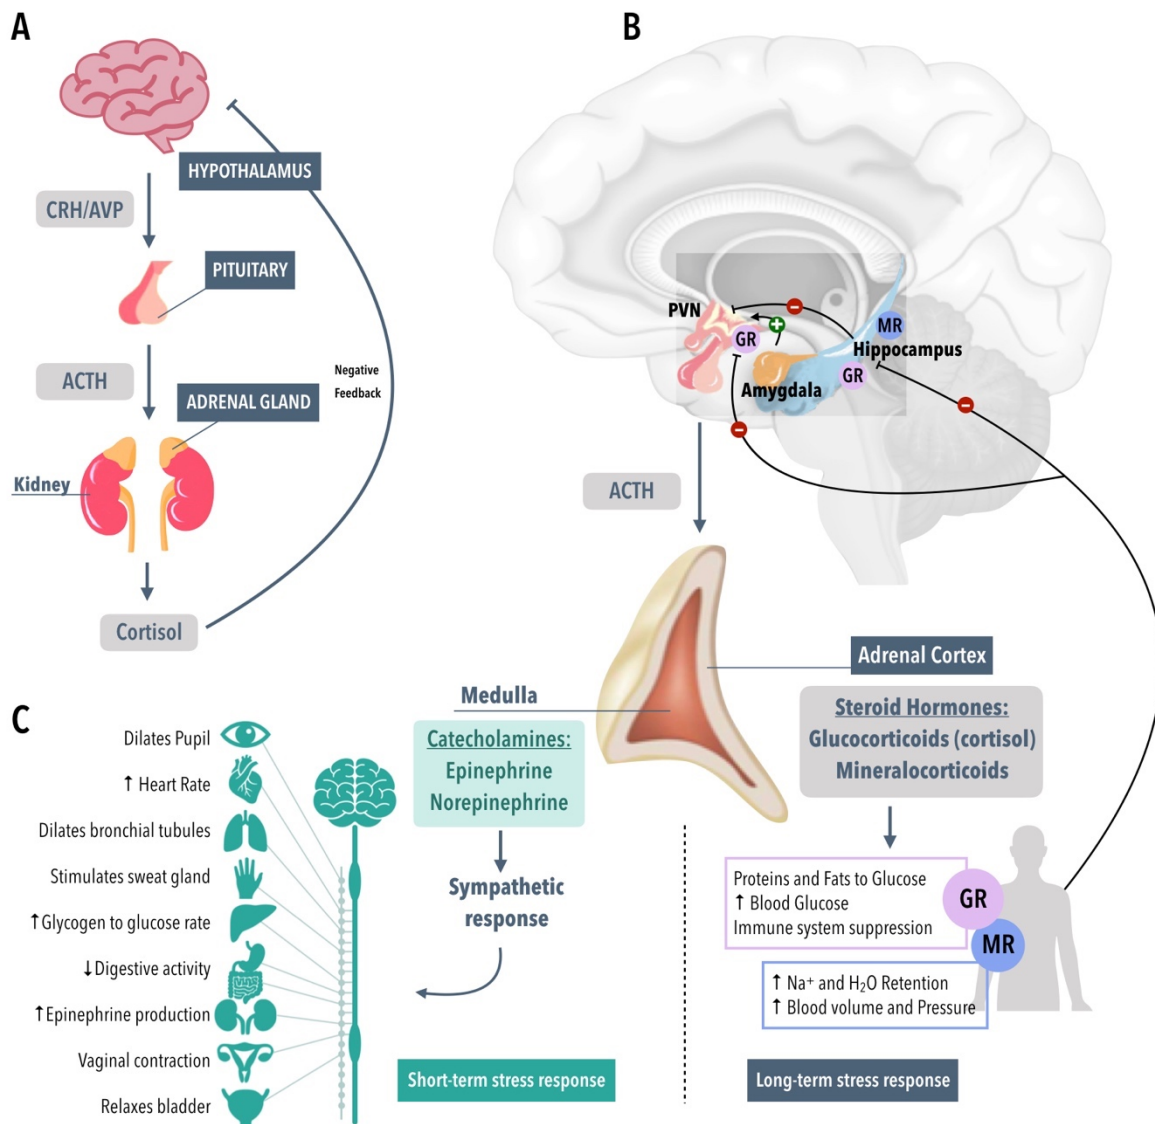 A
HYPOTHALAMUS
CRH/AVP
PITUITARY
ACTH
ADRENAL GLAND
Negative
Feedback
Kidney
Cortisol
B
PVN
GR
MR
Hippocampus
GR
Amygdala
ACTH
Adrenal Cortex
Medulla
Steroid Hormones:
Glucocorticoids (cortisol)
Mineralocorticoids
Catecholamines:
Epinephrine
Norepinephrine
Sympathetic
response
Proteins and Fats to Glucose
↑ Blood Glucose
Immune system suppression
GR
MR
↑ Na⁺ and H₂O Retention
↑ Blood volume and Pressure
C
Dilates Pupil
↑ Heart Rate
Dilates bronchial tubules
Stimulates sweat gland
↑Glycogen to glucose rate
↓Digestive activity
↑Epinephrine production
Vaginal contraction
Relaxes bladder
Short-term stress response
Long-term stress response